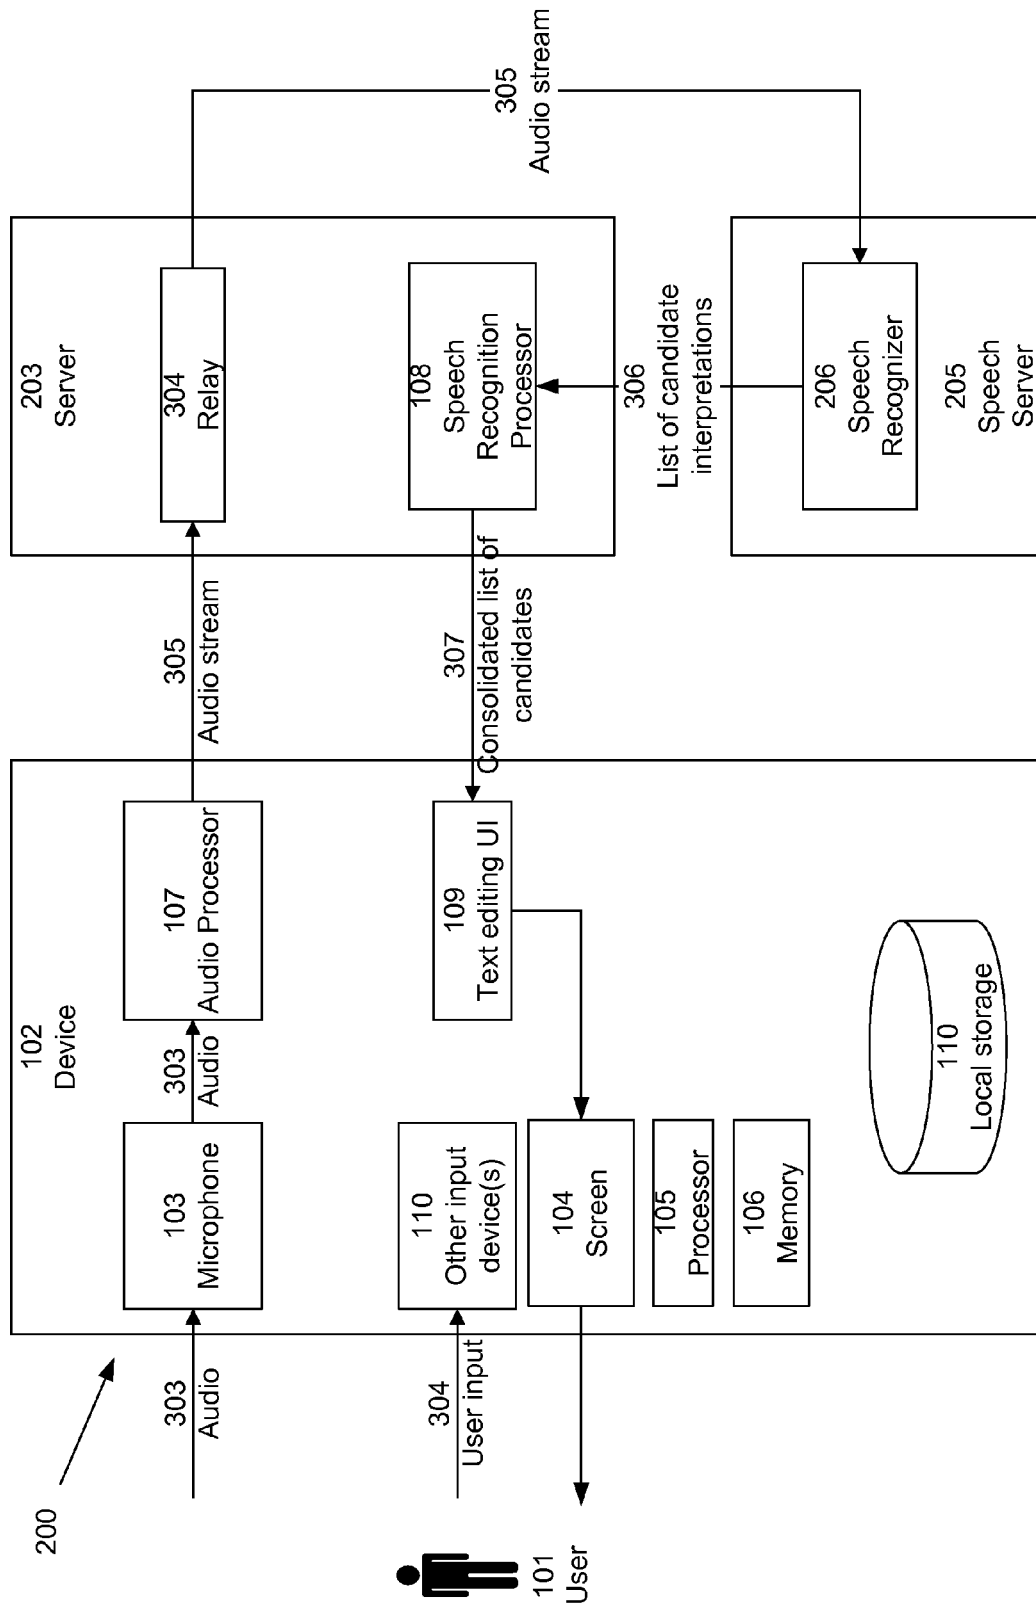 200
101
User
303
Audio
304
User input
102
Device
103
Microphone
303
Audio
107
Audio Processor
110
Other input
device(s)
104
Screen
105
Processor
106
Memory
109
Text editing UI
110
Local storage
305
Audio stream
307
Consolidated list of
candidates
203
Server
304
Relay
108
Speech
Recognition
Processor
306
List of candidate
interpretations
206
Speech
Recognizer
205
Speech
Server
305
Audio stream